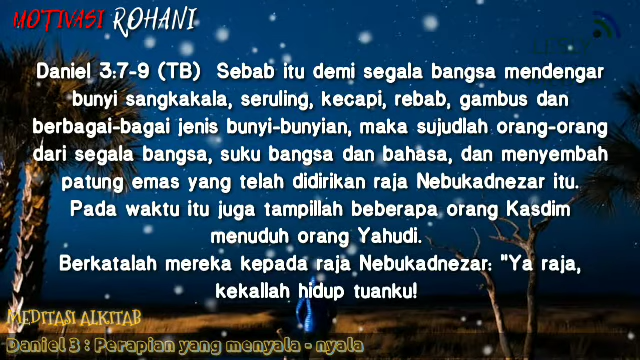 MOTIVASI ROHANI
Daniel 3:7-9 (TB)  Sebab itu demi segala bangsa mendengar
bunyi sangkakala, seruling, kecapi, rebab, gambus dan
berbagai-bagai jenis bunyi-bunyian, maka sujudlah orang-orang
dari segala bangsa, suku bangsa dan bahasa, dan menyembah
patung emas yang telah didirikan raja Nebukadnezar itu.
Pada waktu itu juga tampillah beberapa orang Kasdim
menuduh orang Yahudi.
Berkatalah mereka kepada raja Nebukadnezar: "Ya raja,
kekallah hidup tuanku!
MEDITASI ALKITAB
Daniel 3 : Perapian yang menyala - nyala